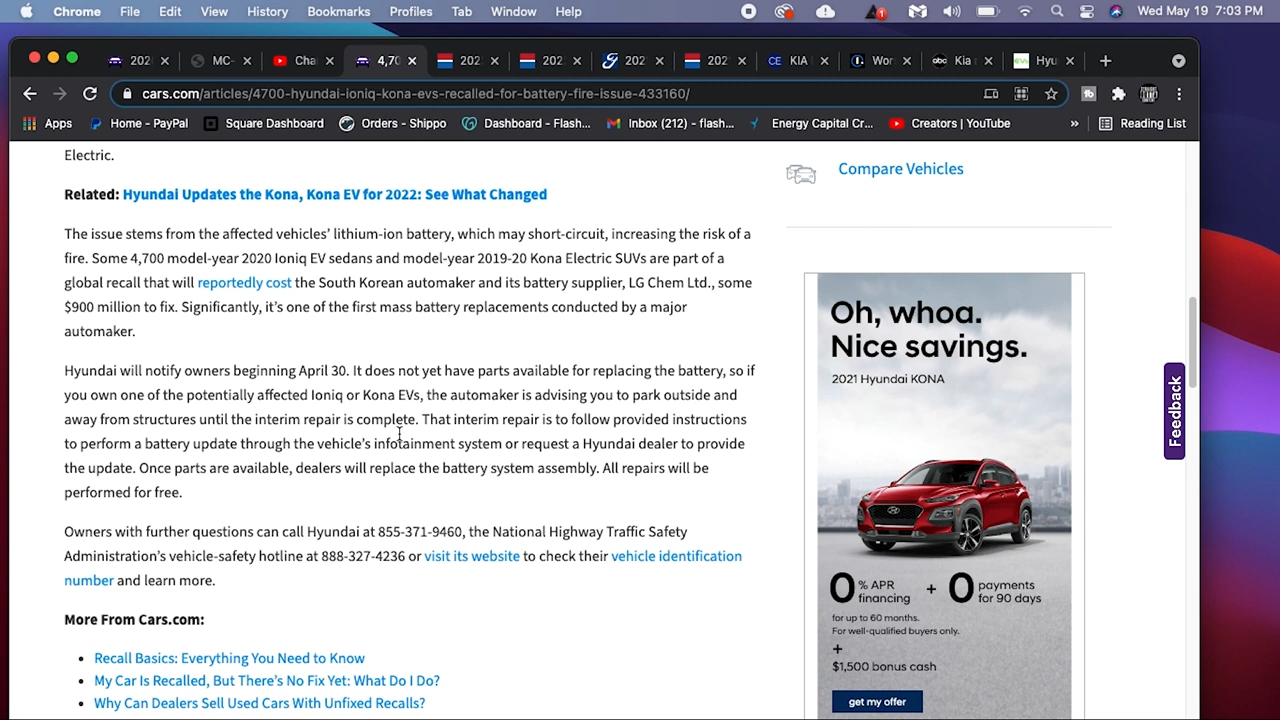 Chrome File Edit View History Bookmarks Profiles Tab Window Help Wed May 19 7:03 PM
202 MC- Cha 4,70 202 202 202 202 KIA Wor abc Kia Hyu
cars.com/articles/4700-hyundai-ioniq-kona-evs-recalled-for-battery-fire-issue-433160/
Apps Home - PayPal Square Dashboard Orders - Shippo Dashboard - Flash... Inbox (212) - flash... Energy Capital Cr... Creators | YouTube » Reading List
Electric.
Related: Hyundai Updates the Kona, Kona EV for 2022: See What Changed
The issue stems from the affected vehicles’ lithium-ion battery, which may short-circuit, increasing the risk of a
fire. Some 4,700 model-year 2020 Ioniq EV sedans and model-year 2019-20 Kona Electric SUVs are part of a
global recall that will reportedly cost the South Korean automaker and its battery supplier, LG Chem Ltd., some
$900 million to fix. Significantly, it’s one of the first mass battery replacements conducted by a major
automaker.
Hyundai will notify owners beginning April 30. It does not yet have parts available for replacing the battery, so if
you own one of the potentially affected Ioniq or Kona EVs, the automaker is advising you to park outside and
away from structures until the interim repair is complete. That interim repair is to follow provided instructions
to perform a battery update through the vehicle’s infotainment system or request a Hyundai dealer to provide
the update. Once parts are available, dealers will replace the battery system assembly. All repairs will be
performed for free.
Owners with further questions can call Hyundai at 855-371-9460, the National Highway Traffic Safety
Administration’s vehicle-safety hotline at 888-327-4236 or visit its website to check their vehicle identification
number and learn more.
More From Cars.com:
• Recall Basics: Everything You Need to Know
• My Car Is Recalled, But There’s No Fix Yet: What Do I Do?
• Why Can Dealers Sell Used Cars With Unfixed Recalls?
Compare Vehicles
Oh, whoa.
Nice savings.
2021 Hyundai KONA
0 % APR financing + 0 payments for 90 days
for up to 60 months.
For well-qualified buyers only.
+
$1,500 bonus cash
get my offer
Feedback